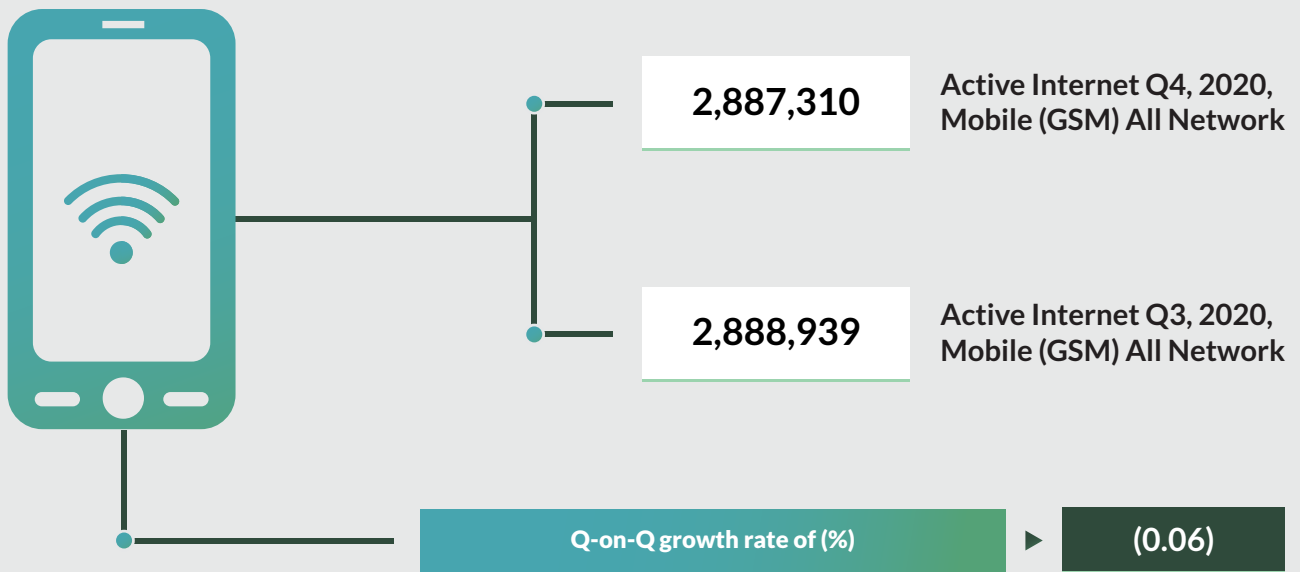 2,887,310
Active Internet Q4, 2020,
Mobile (GSM) All Network
2,888,939
Active Internet Q3, 2020,
Mobile (GSM) All Network
Q-on-Q growth rate of (%)
(0.06)